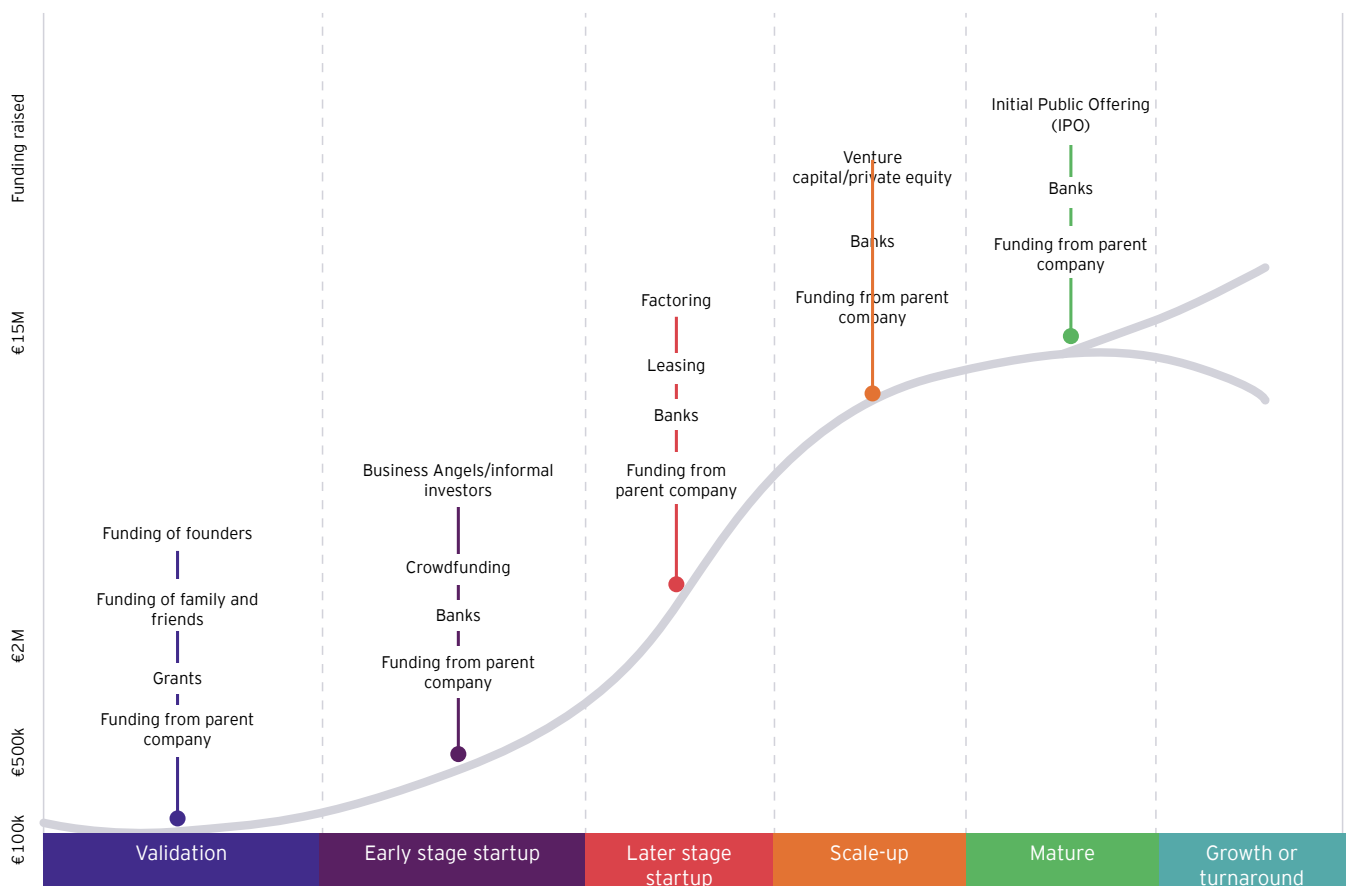 Funding raised
€15M
€2M
€500k
€100k
Funding of founders
Funding of family and
friends
Grants
Funding from parent
company
Business Angels/informal
investors
Crowdfunding
Banks
Funding from parent
company
Factoring
Leasing
Banks
Funding from
parent company
Venture
capital/private equity
Banks
Funding from parent
company
Initial Public Offering
(IPO)
Banks
Funding from parent
company
Validation
Early stage startup
Later stage
startup
Scale-up
Mature
Growth or
turnaround